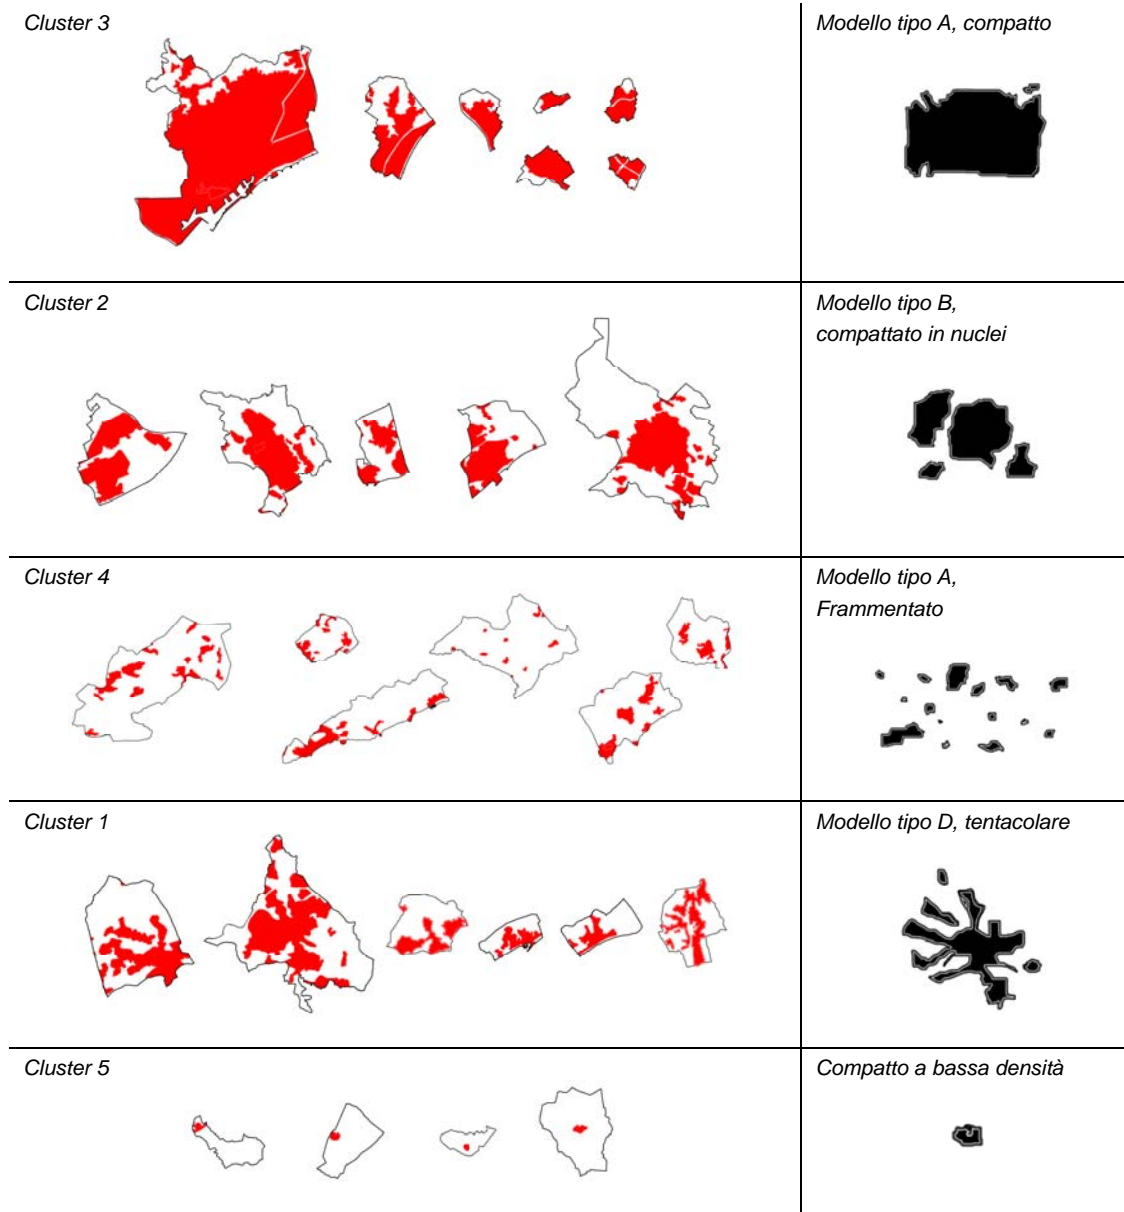 Cluster 3
Modello tipo A, compatto
Cluster 2
Modello tipo B,
compattato in nuclei
Cluster 4
Modello tipo A,
Frammentato
Cluster 1
Modello tipo D, tentacolare
Cluster 5
Compatto a bassa densità